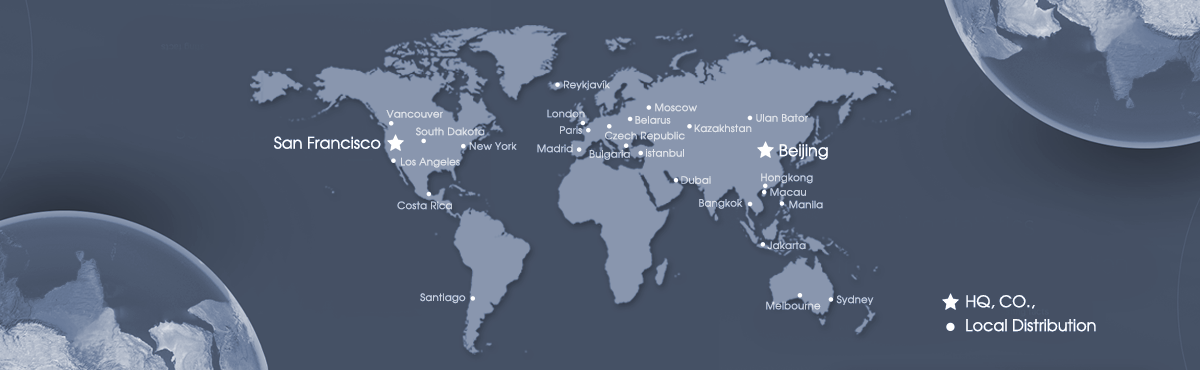 Reykjavik
Vancouver
London
Moscow
Belarus
Ulan Bator
South Dakota
Paris
Kazakhstan
Czech Republic
San Francisco
New York
Madrid
Bulgaria
istanbul
Beijing
Los Angeles
Dubai
Hongkong
Macau
Costa Rica
Bangkok
Manila
Jakarta
Santiago
Melbourne
Sydney
HQ, CO.,
Local Distribution